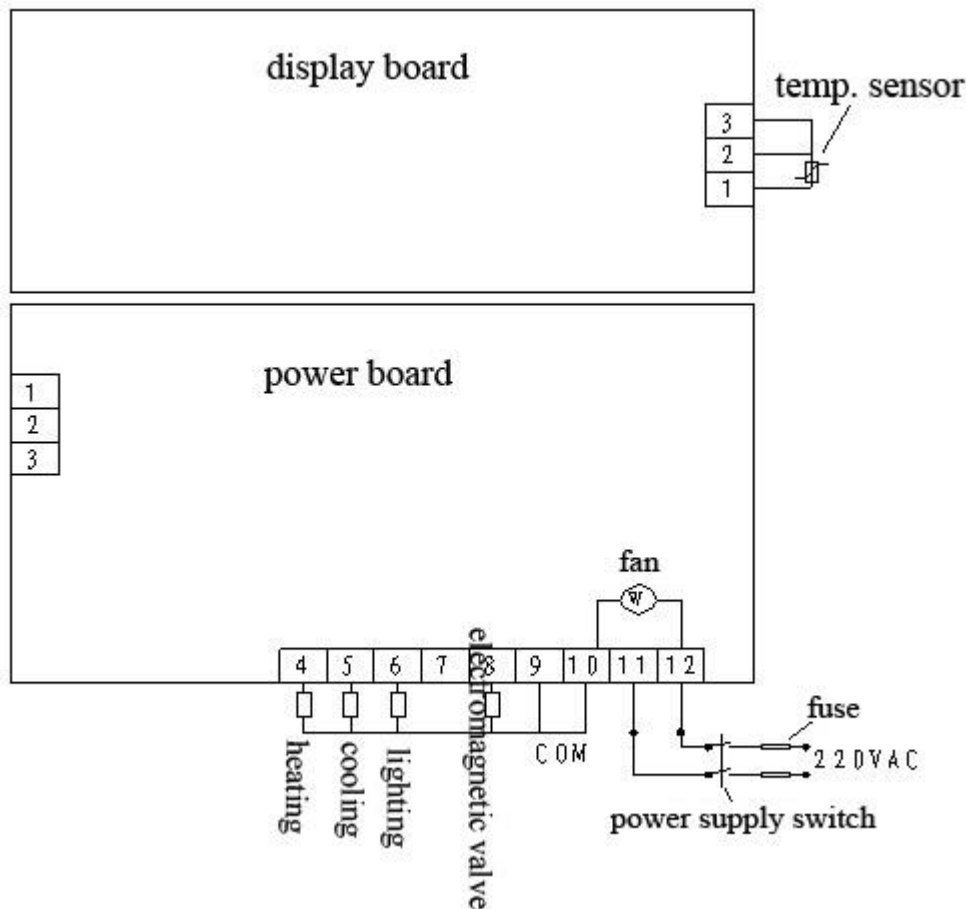 display board
temp. sensor
3
2
1
power board
1
2
3
fan
W
4 5 6 7 8 9 10 11 12
heating
cooling
lighting
electromagnetic valve
COM
fuse
220VAC
power supply switch